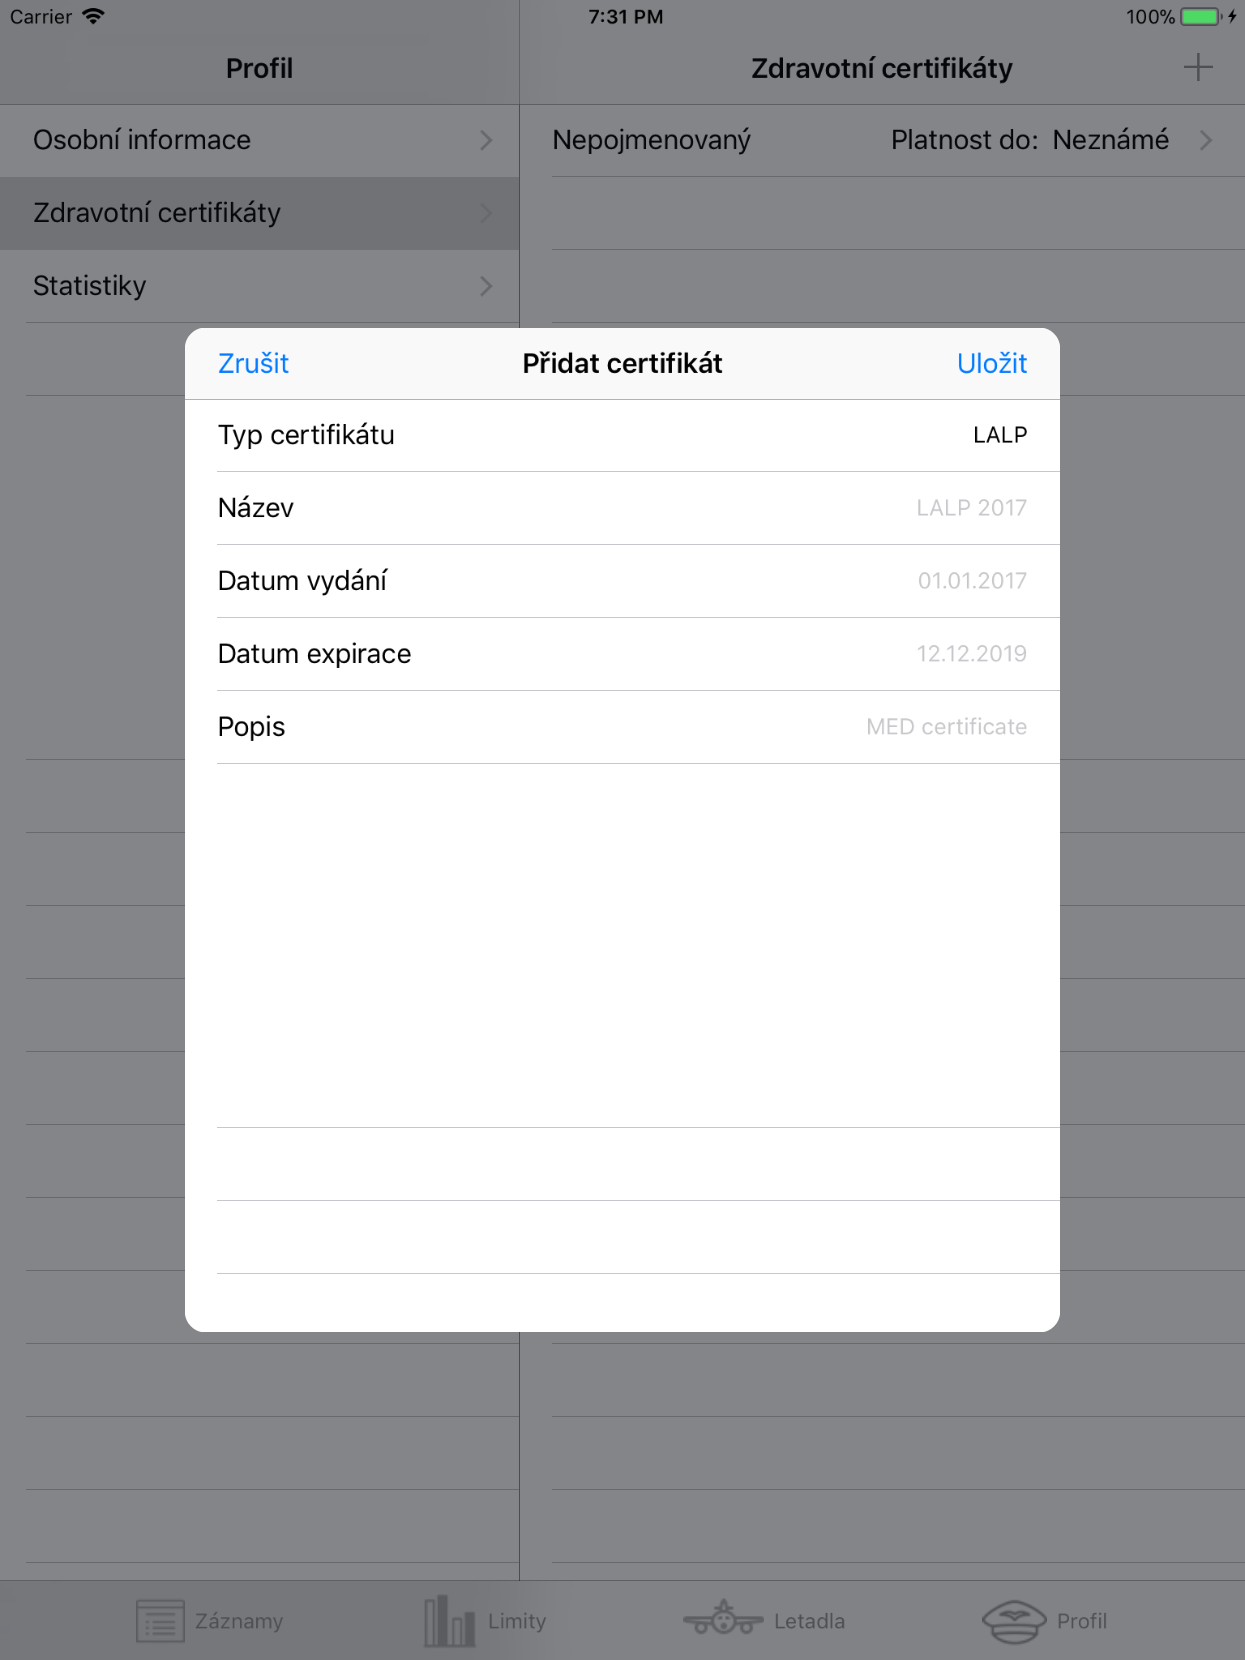 Carrier 7:31 PM 100%
Profil
Zdravotní certifikáty
Osobní informace
Zdravotní certifikáty
Statistiky
Nepojmenovaný Platnost do: Neznámé
Zrušit Přidat certifikát Uložit
Typ certifikátu LALP
Název LALP 2017
Datum vydání 01.01.2017
Datum expirace 12.12.2019
Popis MED certificate
Záznamy Limity Letadla Profil